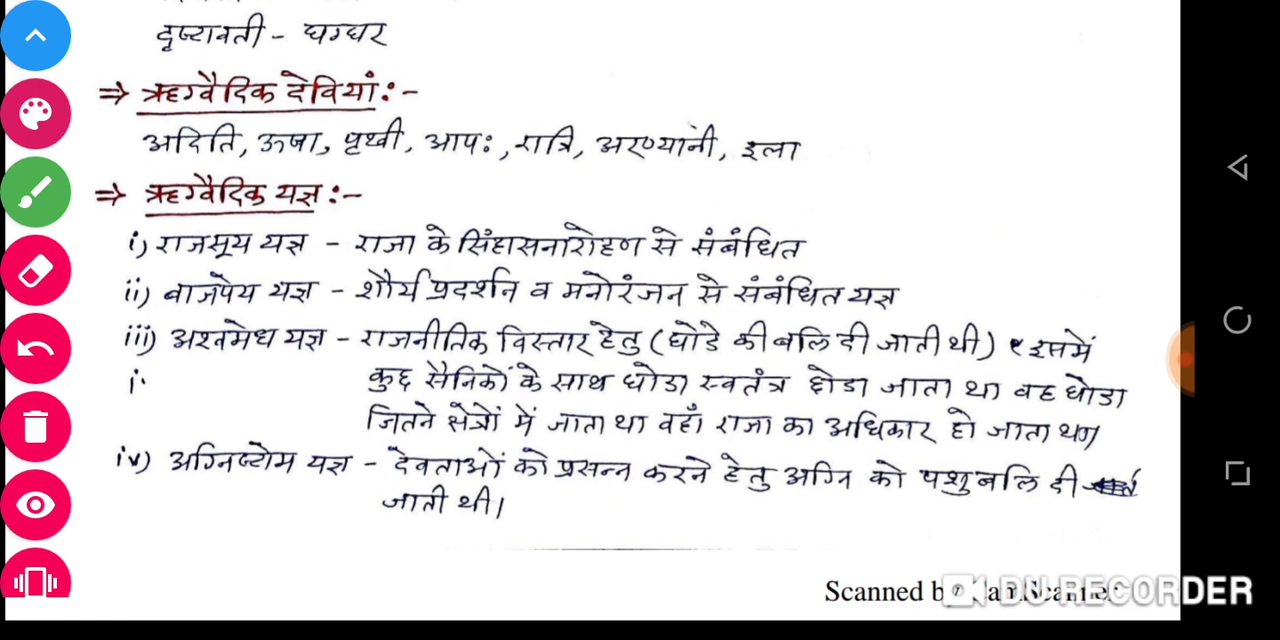 दृष्टावती - घग्घर
⇒ ऋग्वैदिक देवियां :-
अदिति, ऊषा, पृथ्वी, आपः, रात्रि, अरण्यानी, इला
⇒ ऋग्वैदिक यज्ञ :-
i) राजसूय यज्ञ - राजा के सिंहासनारोहण से संबंधित
ii) वाजपेय यज्ञ - शौर्य प्रदर्शन व मनोरंजन से संबंधित यज्ञ
iii) अश्वमेध यज्ञ - राजनीतिक विस्तार हेतु (घोडे की बलि दी जाती थी) इसमें
कुछ सैनिकों के साथ घोडा स्वतंत्र छोडा जाता था वह घोडा
जितने क्षेत्रों में जाता था वहाँ राजा का अधिकार हो जाता था।
iv) अग्निष्टोम यज्ञ - देवताओं को प्रसन्न करने हेतु अग्नि को पशुबलि दी
जाती थी।
Scanned by CamScanner
DU RECORDER